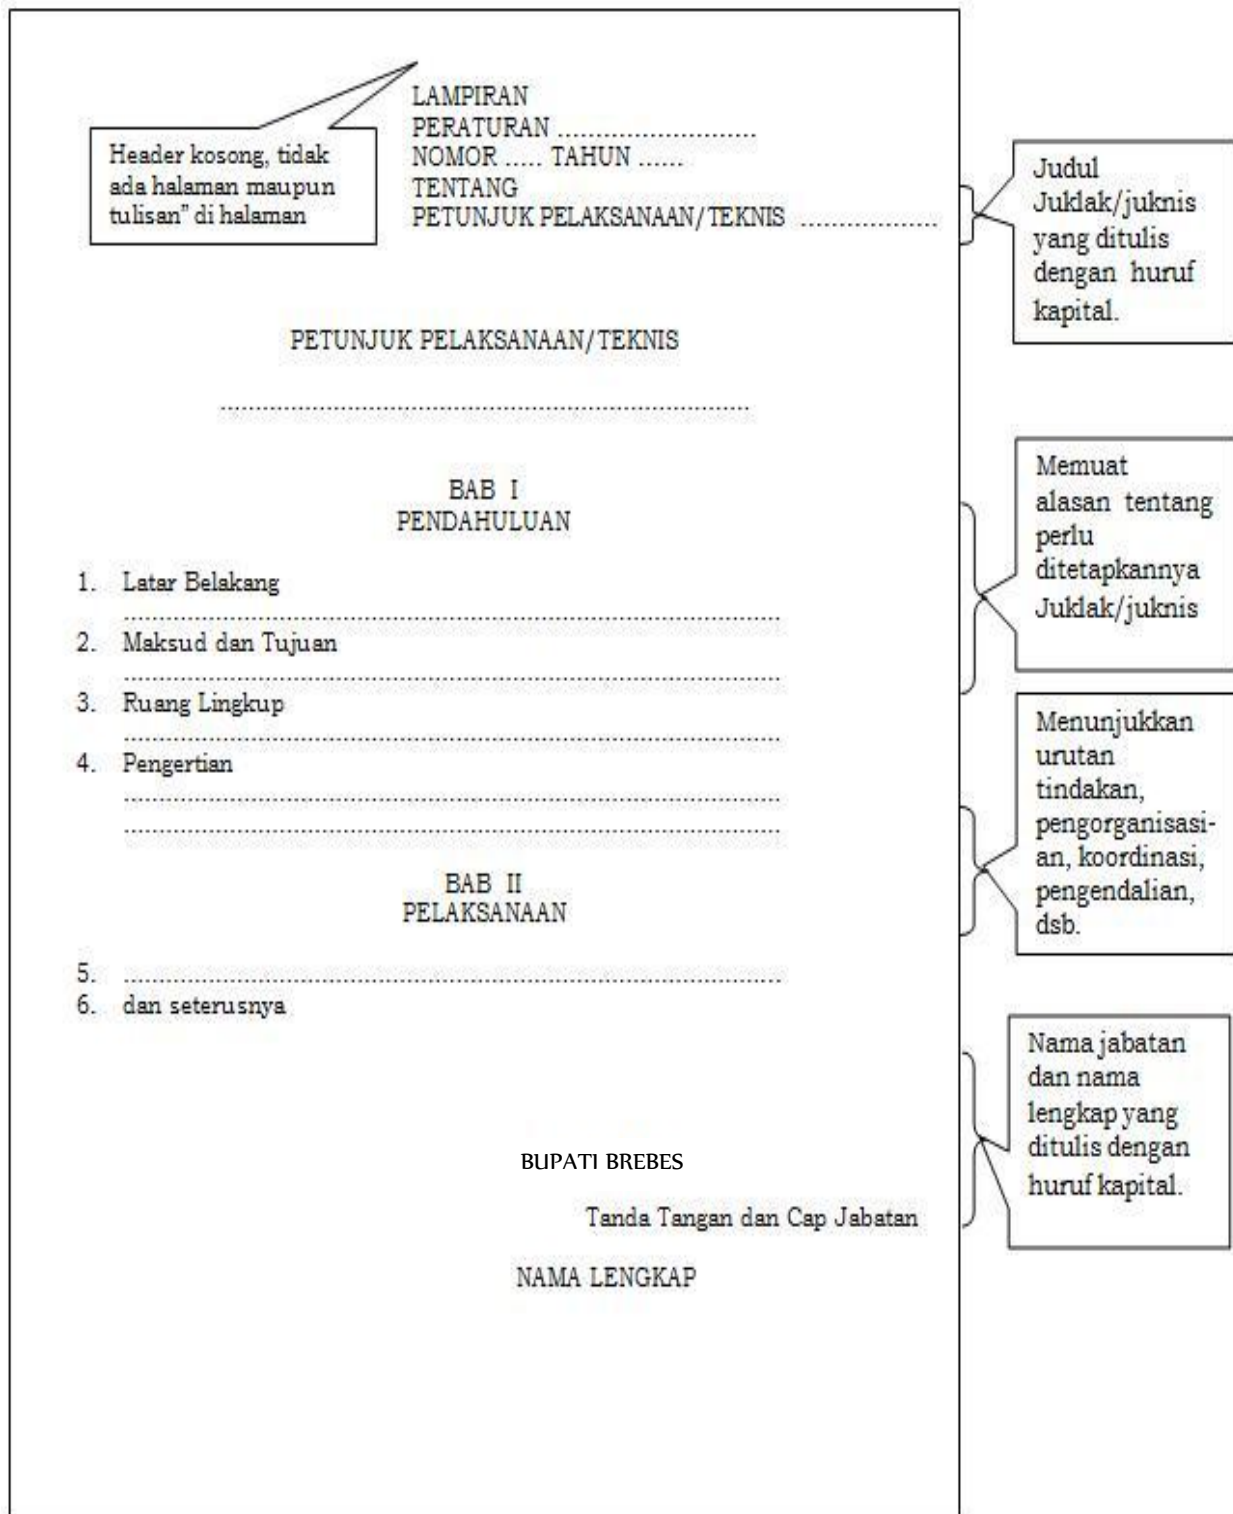 LAMPIRAN
PERATURAN ..........................
NOMOR ..... TAHUN ......
TENTANG
PETUNJUK PELAKSANAAN/TEKNIS ..................
Header kosong, tidak
ada halaman maupun
tulisan” di halaman
Judul
Juklak/juknis
yang ditulis
dengan huruf
kapital.
PETUNJUK PELAKSANAAN/TEKNIS
...........................................................................
BAB I
PENDAHULUAN
Memuat
alasan tentang
perlu
ditetapkannya
Juklak/juknis
1. Latar Belakang
.............................................................................................
2. Maksud dan Tujuan
.............................................................................................
3. Ruang Lingkup
.............................................................................................
4. Pengertian
.............................................................................................
.............................................................................................
Menunjukkan
urutan
tindakan,
pengorganisasi-
an, koordinasi,
pengendalian,
dsb.
BAB II
PELAKSANAAN
5. .............................................................................................
6. dan seterusnya
Nama jabatan
dan nama
lengkap yang
ditulis dengan
huruf kapital.
BUPATI BREBES
Tanda Tangan dan Cap Jabatan
NAMA LENGKAP